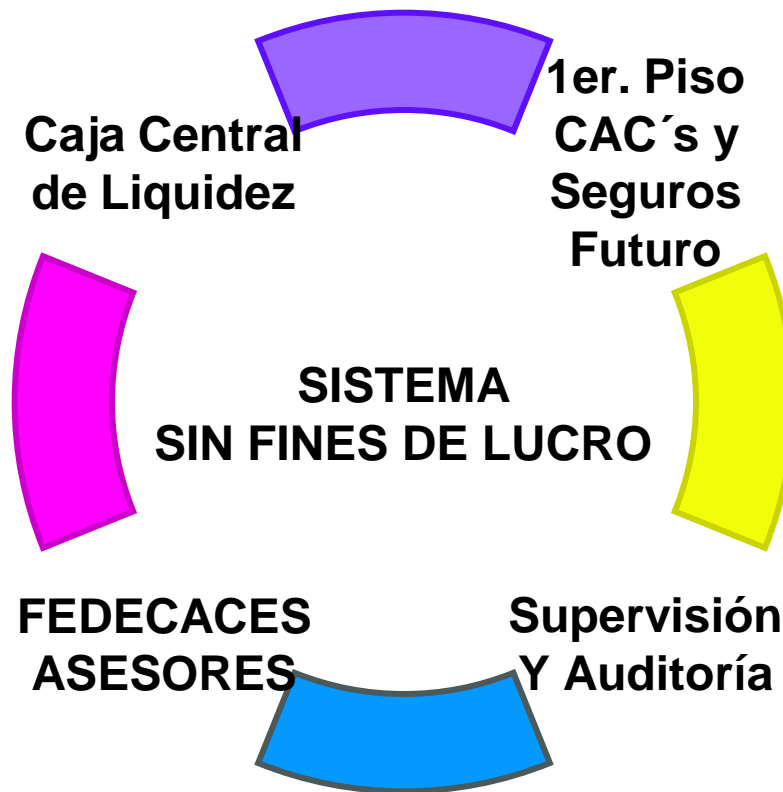 Caja Central
de Liquidez
1er. Piso
CAC´s y
Seguros
Futuro
SISTEMA
SIN FINES DE LUCRO
FEDECACES
ASESORES
Supervisión
Y Auditoría